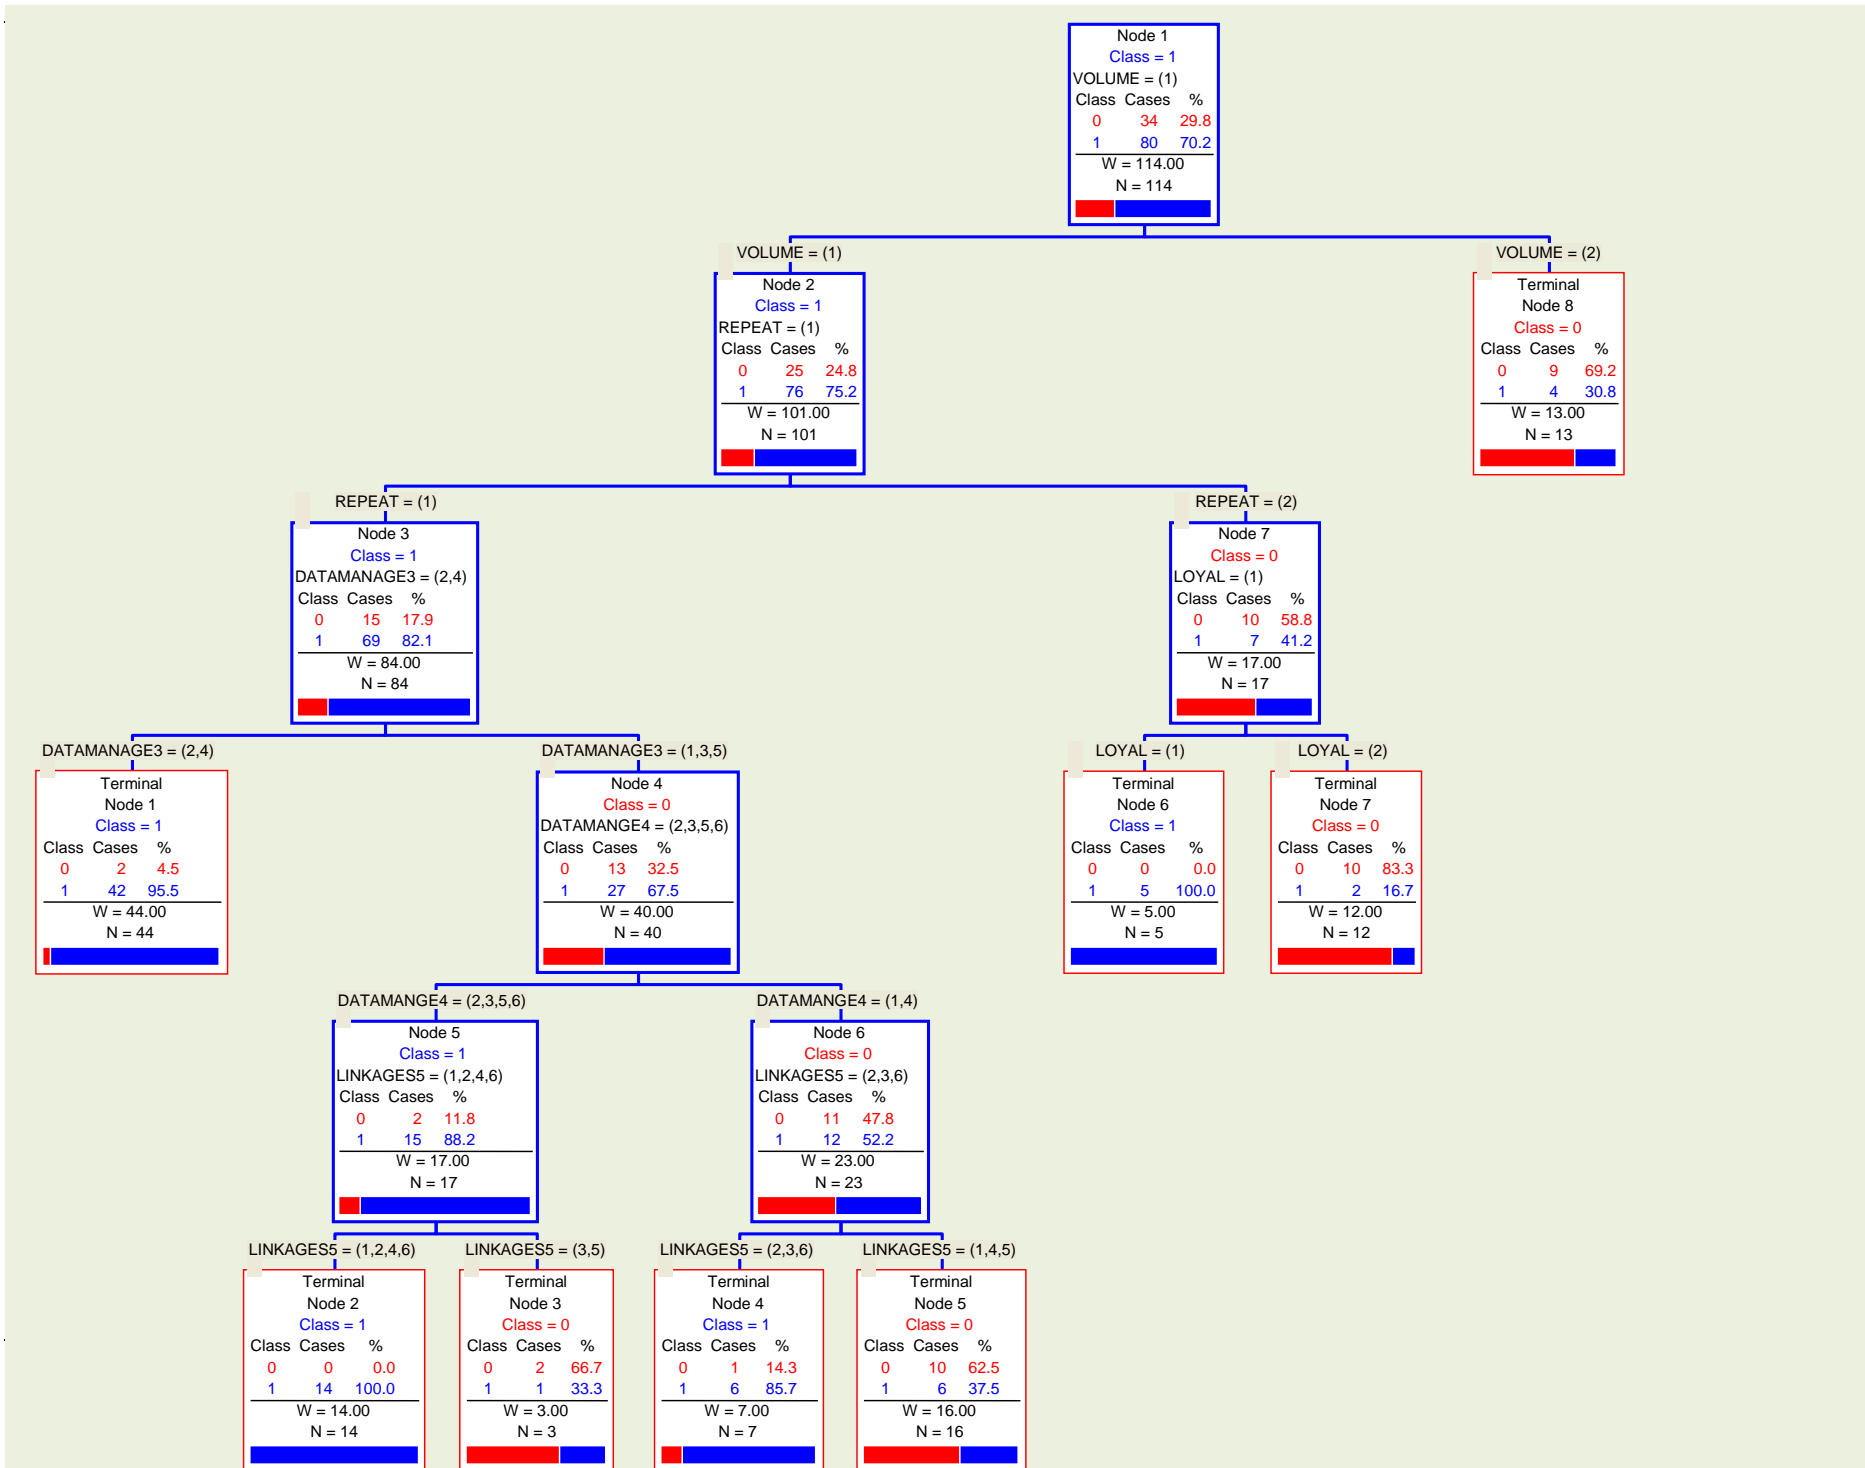 Node 1
Class = 1
VOLUME = (1)
Class Cases %
0 34 29.8
1 80 70.2
W = 114.00
N = 114
VOLUME = (1)
VOLUME = (2)
Node 2
Class = 1
REPEAT = (1)
Class Cases %
0 25 24.8
1 76 75.2
W = 101.00
N = 101
Terminal
Node 8
Class = 0
Class Cases %
0 9 69.2
1 4 30.8
W = 13.00
N = 13
REPEAT = (1)
REPEAT = (2)
Node 3
Class = 1
DATAMANAGE3 = (2,4)
Class Cases %
0 15 17.9
1 69 82.1
W = 84.00
N = 84
Node 7
Class = 0
LOYAL = (1)
Class Cases %
0 10 58.8
1 7 41.2
W = 17.00
N = 17
DATAMANAGE3 = (2,4)
DATAMANAGE3 = (1,3,5)
LOYAL = (1)
LOYAL = (2)
Terminal
Node 1
Class = 1
Class Cases %
0 2 4.5
1 42 95.5
W = 44.00
N = 44
Node 4
Class = 0
DATAMANGE4 = (2,3,5,6)
Class Cases %
0 13 32.5
1 27 67.5
W = 40.00
N = 40
Terminal
Node 6
Class = 1
Class Cases %
0 0 0.0
1 5 100.0
W = 5.00
N = 5
Terminal
Node 7
Class = 0
Class Cases %
0 10 83.3
1 2 16.7
W = 12.00
N = 12
DATAMANGE4 = (2,3,5,6)
DATAMANGE4 = (1,4)
Node 5
Class = 1
LINKAGES5 = (1,2,4,6)
Class Cases %
0 2 11.8
1 15 88.2
W = 17.00
N = 17
Node 6
Class = 0
LINKAGES5 = (2,3,6)
Class Cases %
0 11 47.8
1 12 52.2
W = 23.00
N = 23
LINKAGES5 = (1,2,4,6)
LINKAGES5 = (3,5)
LINKAGES5 = (2,3,6)
LINKAGES5 = (1,4,5)
Terminal
Node 2
Class = 1
Class Cases %
0 0 0.0
1 14 100.0
W = 14.00
N = 14
Terminal
Node 3
Class = 0
Class Cases %
0 2 66.7
1 1 33.3
W = 3.00
N = 3
Terminal
Node 4
Class = 1
Class Cases %
0 1 14.3
1 6 85.7
W = 7.00
N = 7
Terminal
Node 5
Class = 0
Class Cases %
0 10 62.5
1 6 37.5
W = 16.00
N = 16